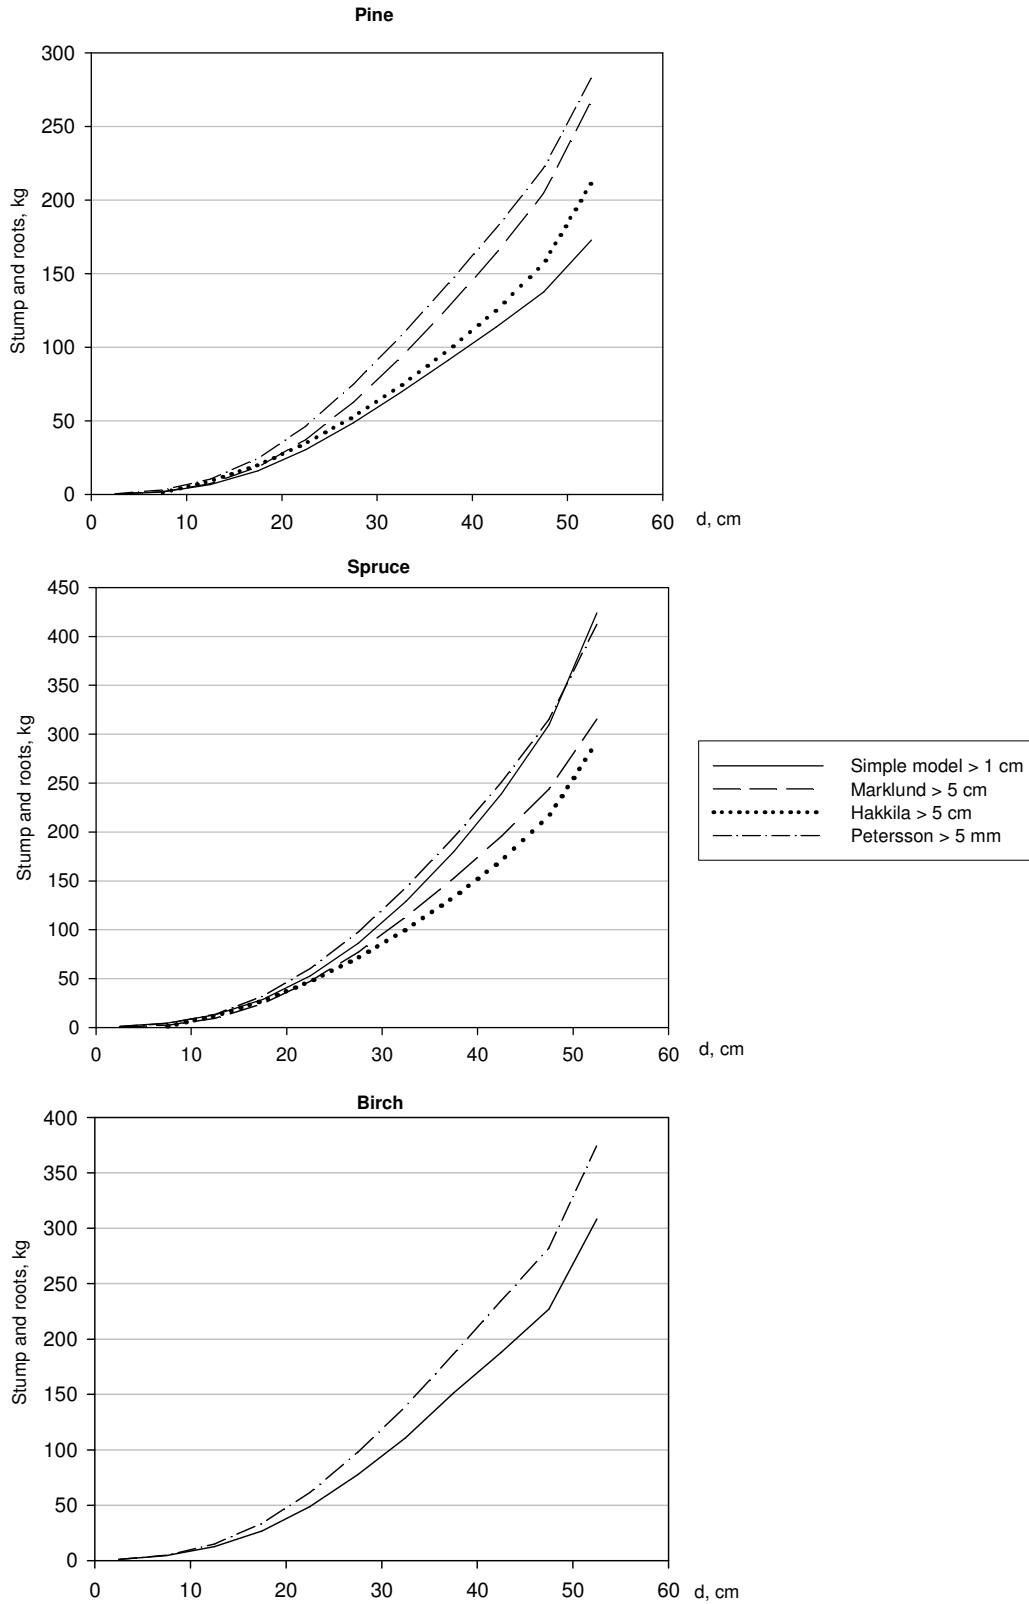 Pine
300
250
200
150
100
50
0
Stump and roots, kg
0 10 20 30 40 50 60 d, cm
Spruce
450
400
350
300
250
200
150
100
50
0
Stump and roots, kg
0 10 20 30 40 50 60 d, cm
Simple model > 1 cm
Marklund > 5 cm
Hakkila > 5 cm
Petersson > 5 mm
Birch
400
350
300
250
200
150
100
50
0
Stump and roots, kg
0 10 20 30 40 50 60 d, cm